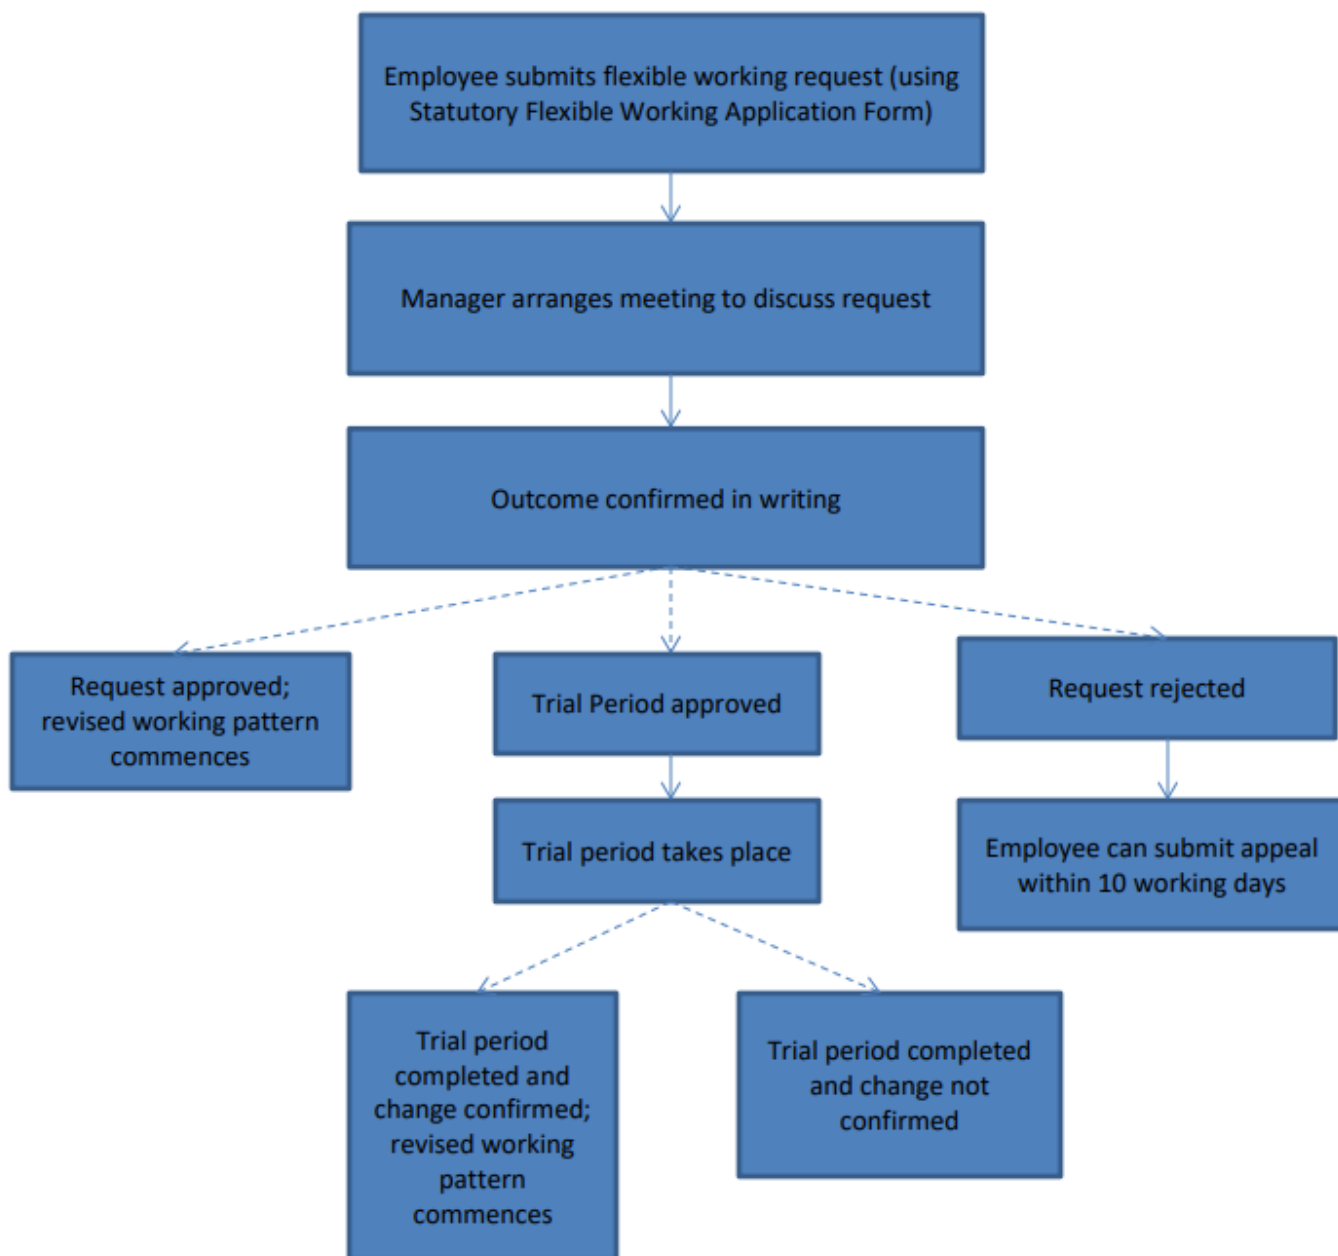 Employee submits flexible working request (using
Statutory Flexible Working Application Form)
Manager arranges meeting to discuss request
Outcome confirmed in writing
Request approved;
revised working pattern
commences
Trial Period approved
Request rejected
Trial period takes place
Employee can submit appeal
within 10 working days
Trial period
completed and
change confirmed;
revised working
pattern
commences
Trial period completed
and change not
confirmed